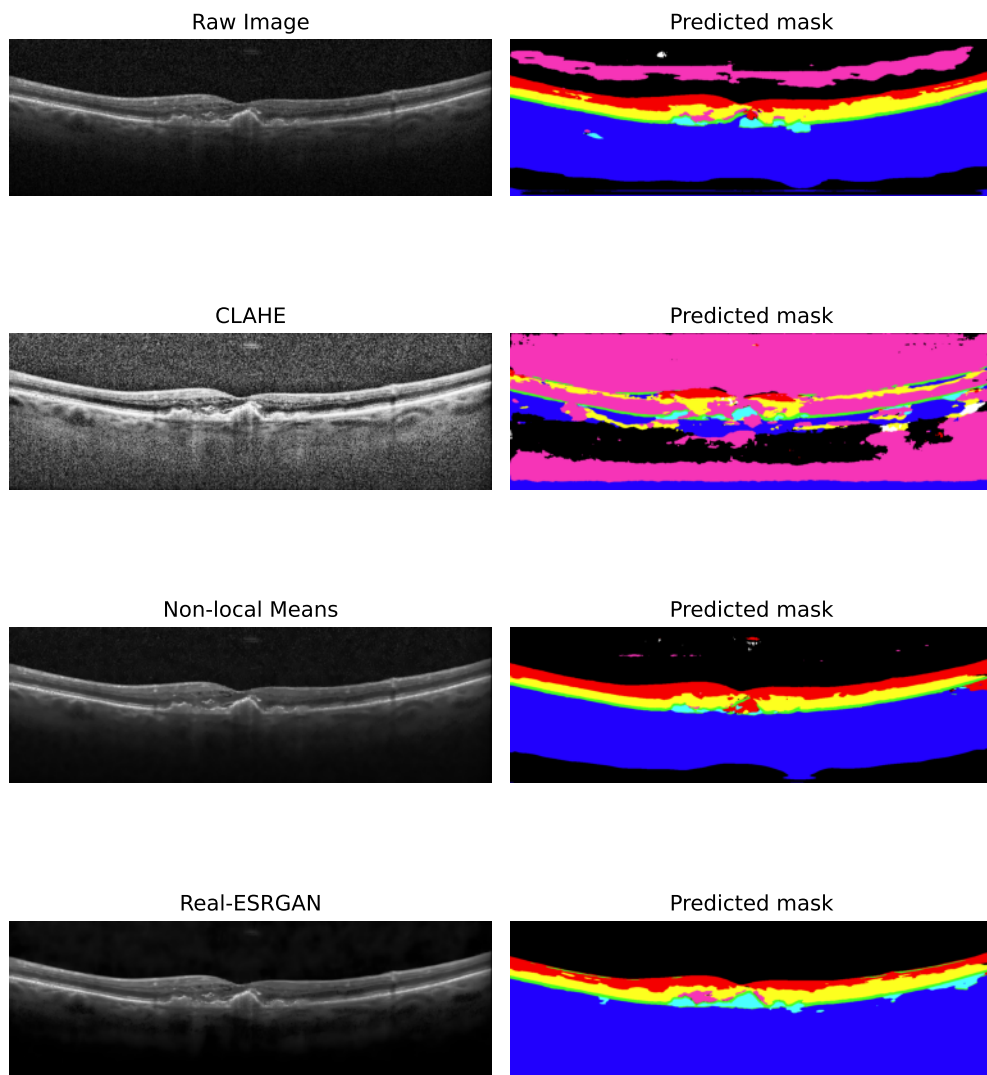 Raw Image
Predicted mask
CLAHE
Predicted mask
Non-local Means
Predicted mask
Real-ESRGAN
Predicted mask